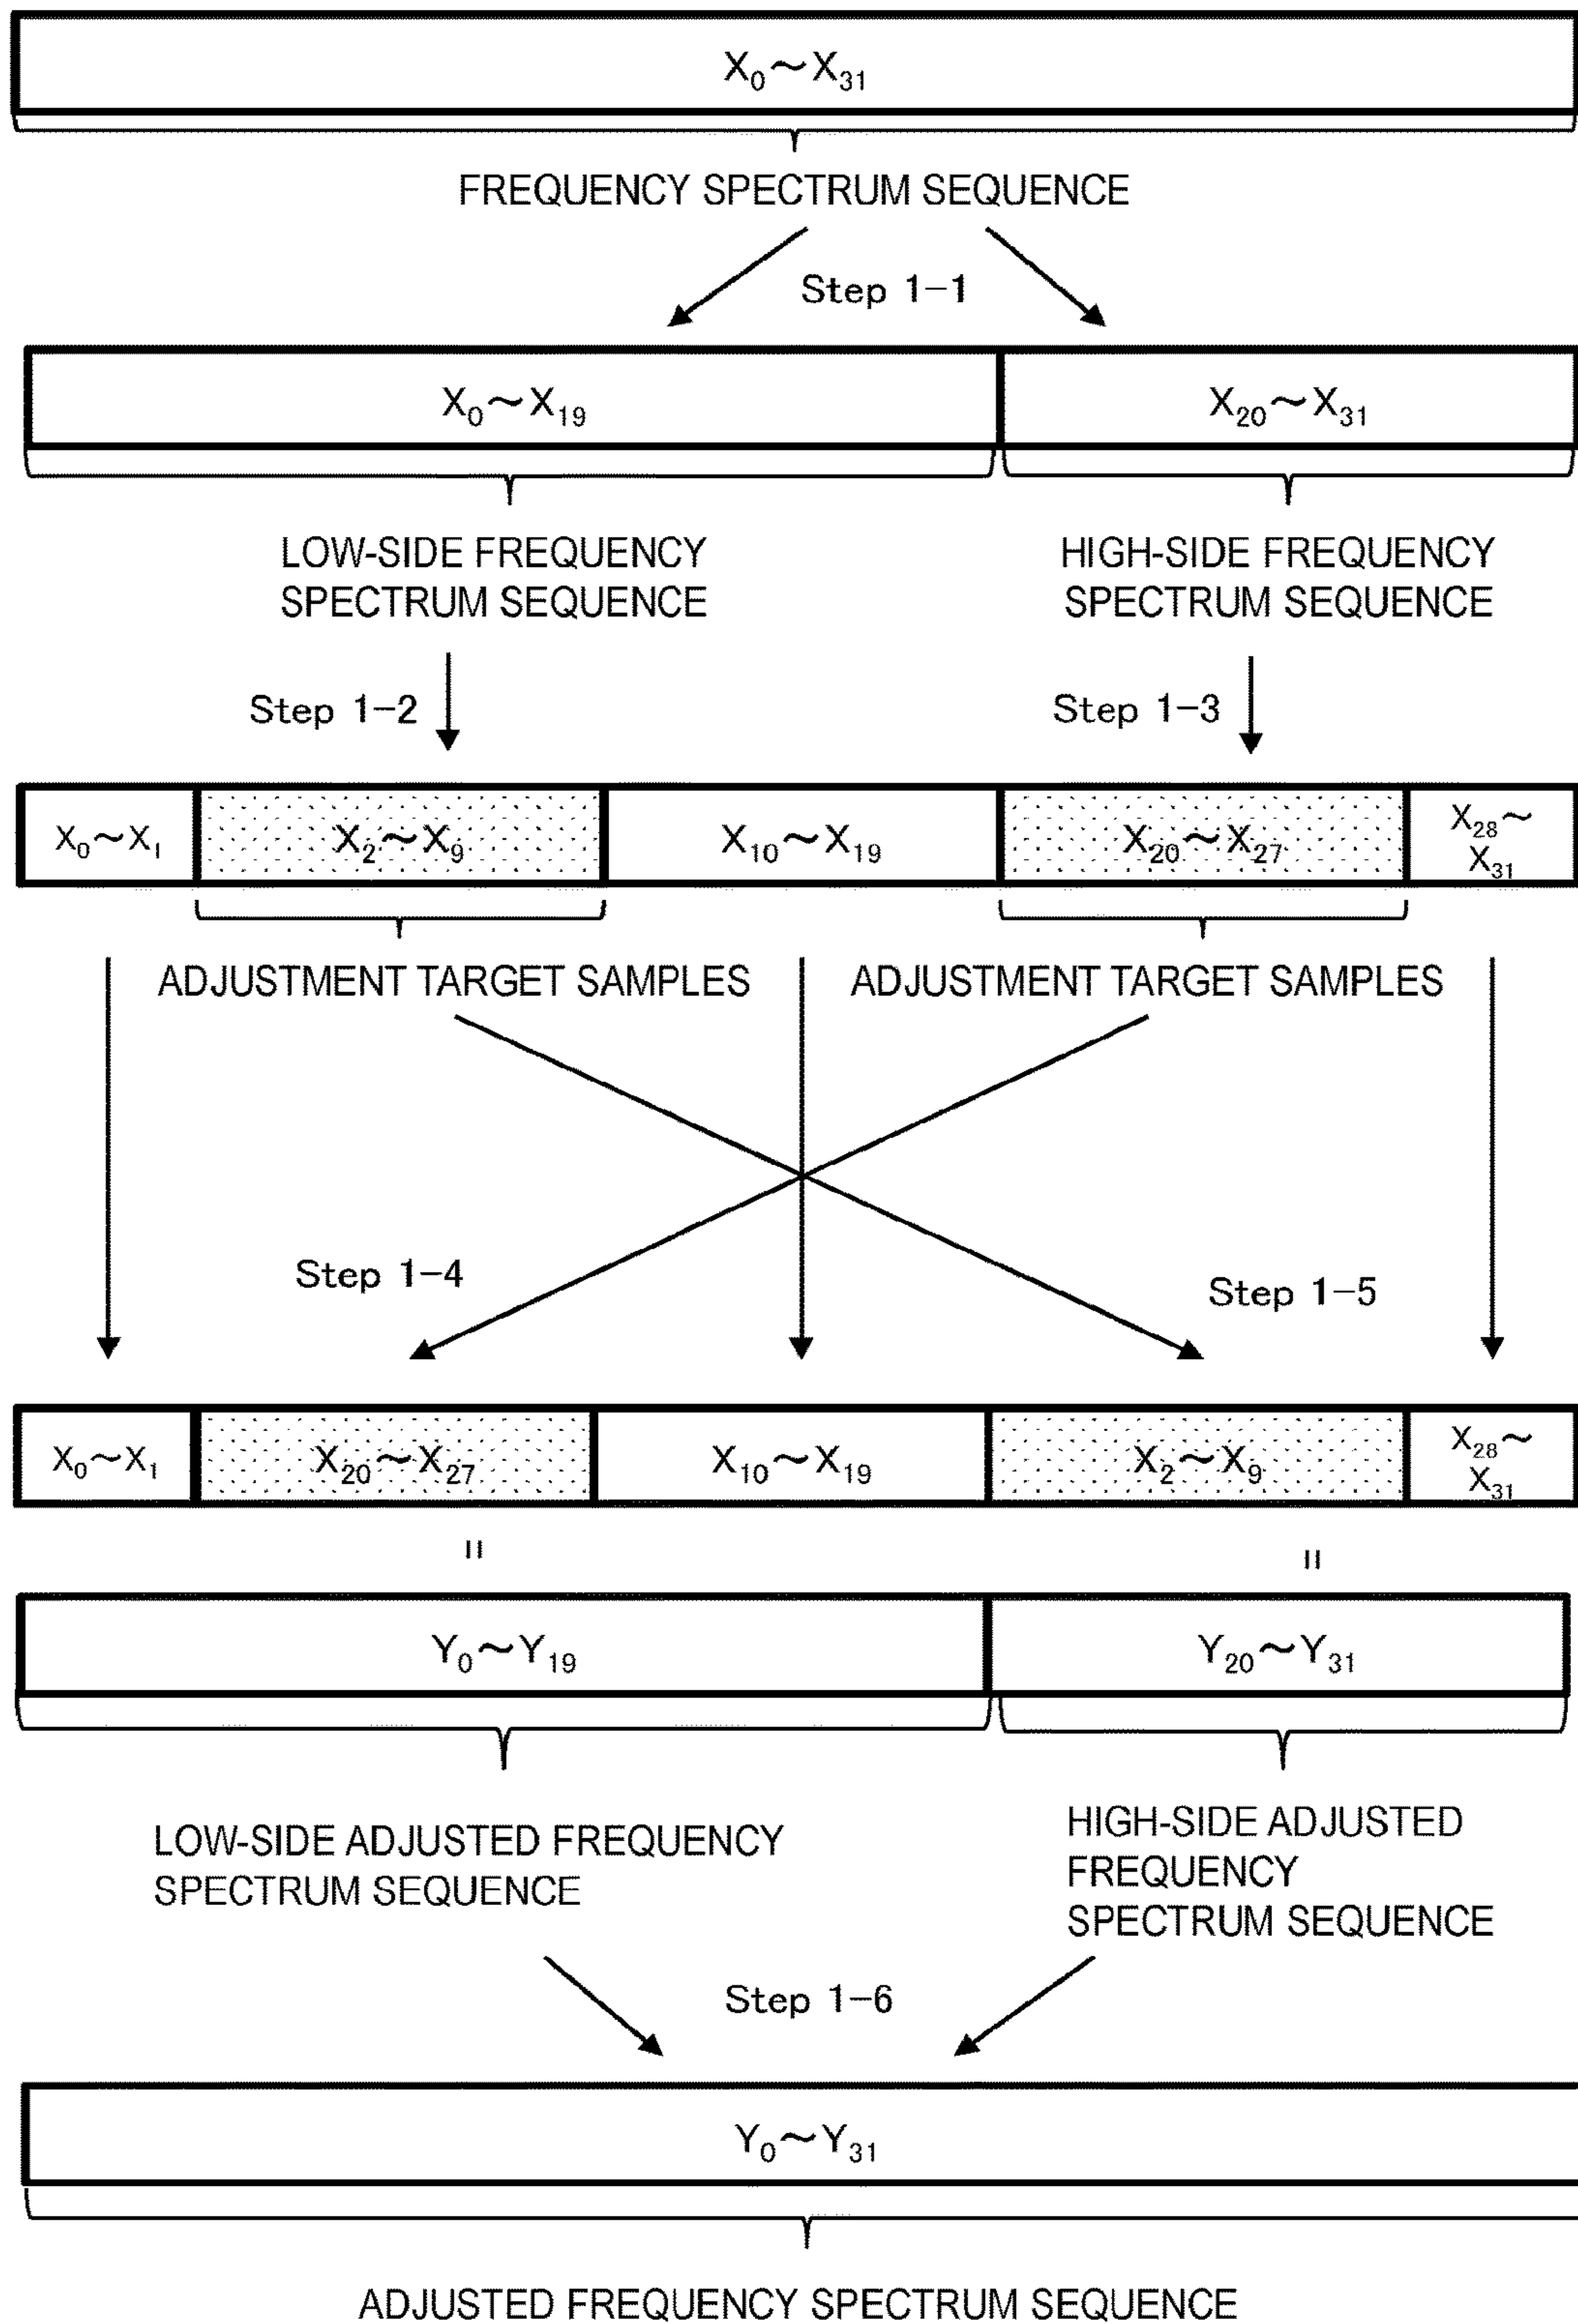 X₀～X₃₁
FREQUENCY SPECTRUM SEQUENCE
Step 1-1
X₀～X₁₉
X₂₀～X₃₁
LOW-SIDE FREQUENCY
SPECTRUM SEQUENCE
HIGH-SIDE FREQUENCY
SPECTRUM SEQUENCE
Step 1-2
Step 1-3
X₀～X₁
X₂～X₉
X₁₀～X₁₉
X₂₀～X₂₇
X₂₈～
X₃₁
ADJUSTMENT TARGET SAMPLES
ADJUSTMENT TARGET SAMPLES
Step 1-4
Step 1-5
X₀～X₁
X₂₀～X₂₇
X₁₀～X₁₉
X₂～X₉
X₂₈～
X₃₁
=
=
Y₀～Y₁₉
Y₂₀～Y₃₁
LOW-SIDE ADJUSTED FREQUENCY
SPECTRUM SEQUENCE
HIGH-SIDE ADJUSTED
FREQUENCY
SPECTRUM SEQUENCE
Step 1-6
Y₀～Y₃₁
ADJUSTED FREQUENCY SPECTRUM SEQUENCE